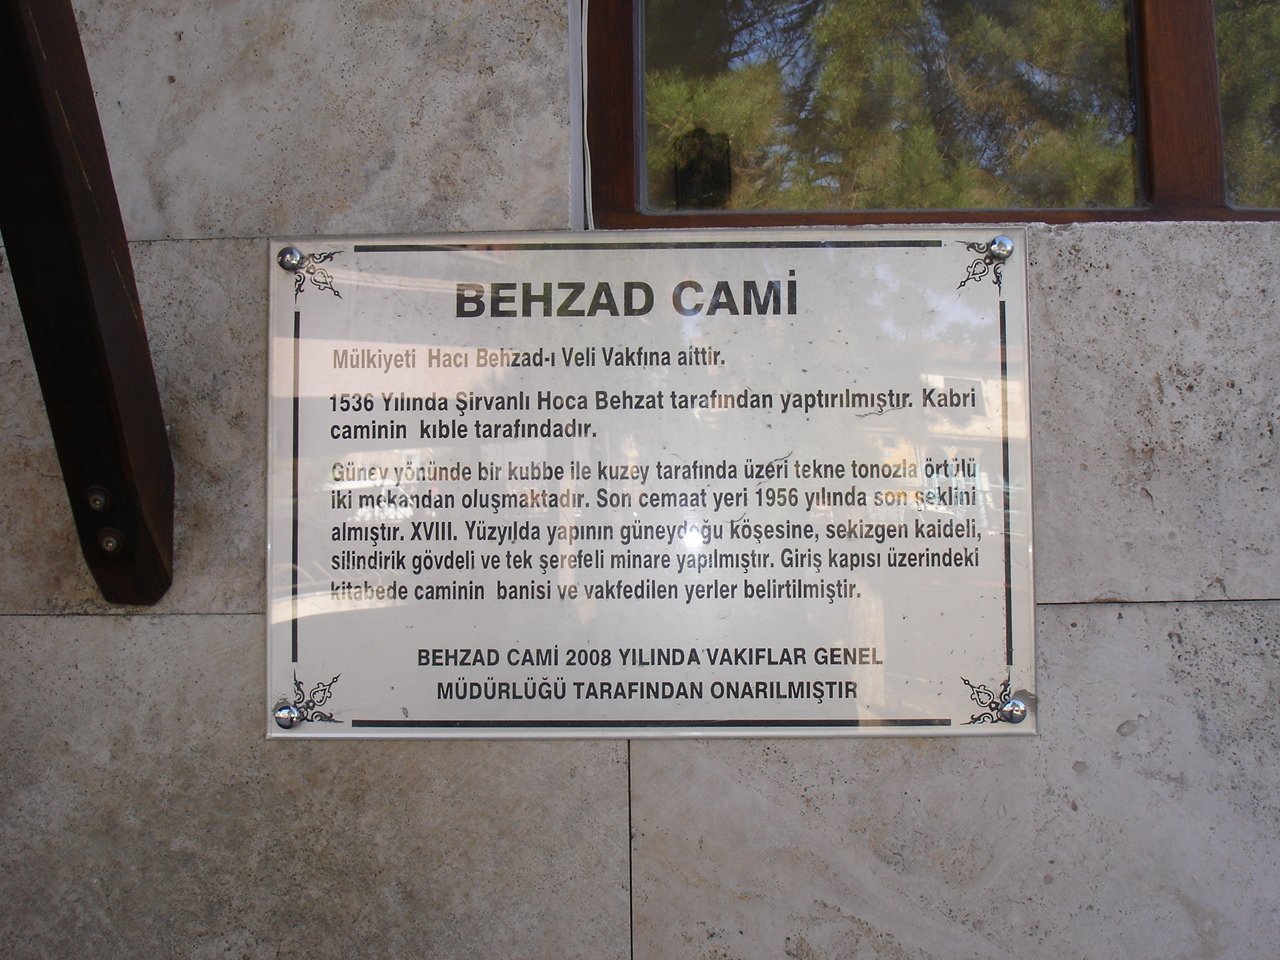 BEHZAD CAMİ
Mülkiyeti Hacı Behzad-ı Veli Vakfına aittir.
1536 Yılında Şirvanlı Hoca Behzat tarafından yaptırılmıştır. Kabri
caminin kıble tarafındadır.
Güney yönünde bir kubbe ile kuzey tarafında üzeri tekne tonozla örtülü
iki mekandan oluşmaktadır. Son cemaat yeri 1956 yılında son şeklini
almıştır. XVIII. Yüzyılda yapının güneydoğu köşesine, sekizgen kaideli,
silindirik gövdeli ve tek şerefeli minare yapılmıştır. Giriş kapısı üzerindeki
kitabede caminin banisi ve vakfedilen yerler belirtilmiştir.
BEHZAD CAMİ 2008 YILINDA VAKIFLAR GENEL
MÜDÜRLÜĞÜ TARAFINDAN ONARILMIŞTIR